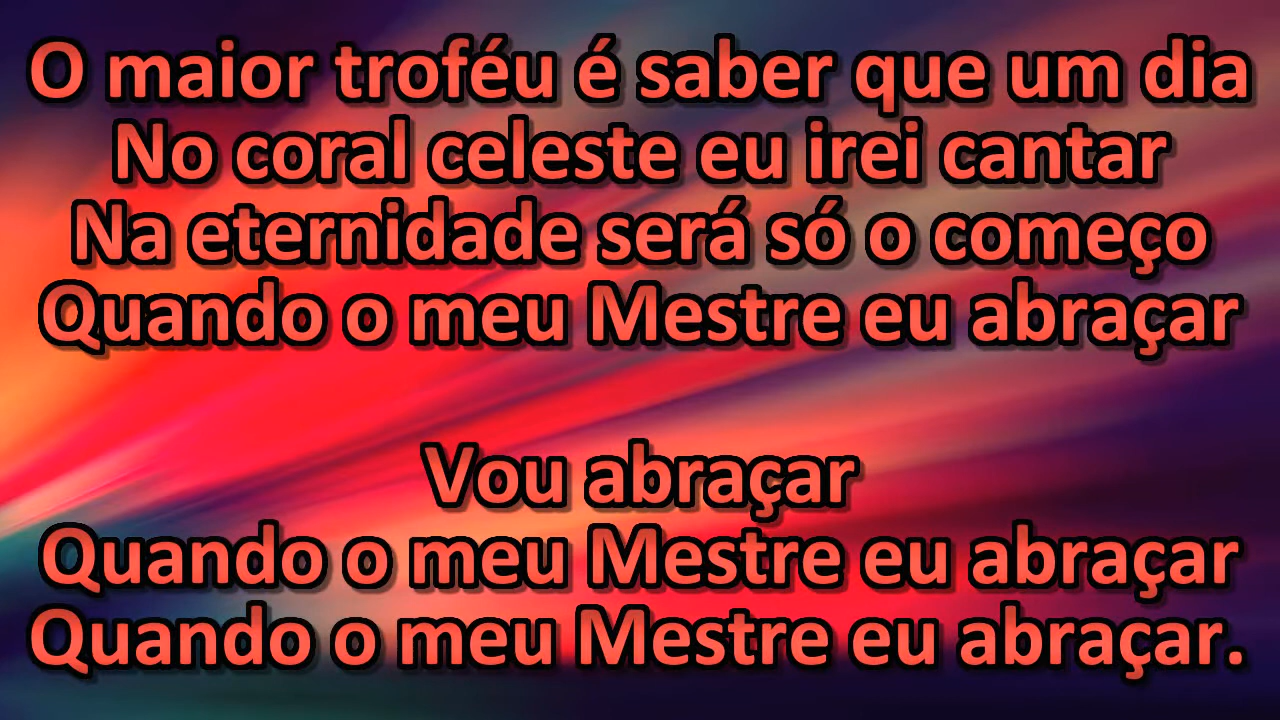 O maior troféu é saber que um dia
No coral celeste eu irei cantar
Na eternidade será só o começo
Quando o meu Mestre eu abraçar
Vou abraçar
Quando o meu Mestre eu abraçar
Quando o meu Mestre eu abraçar.